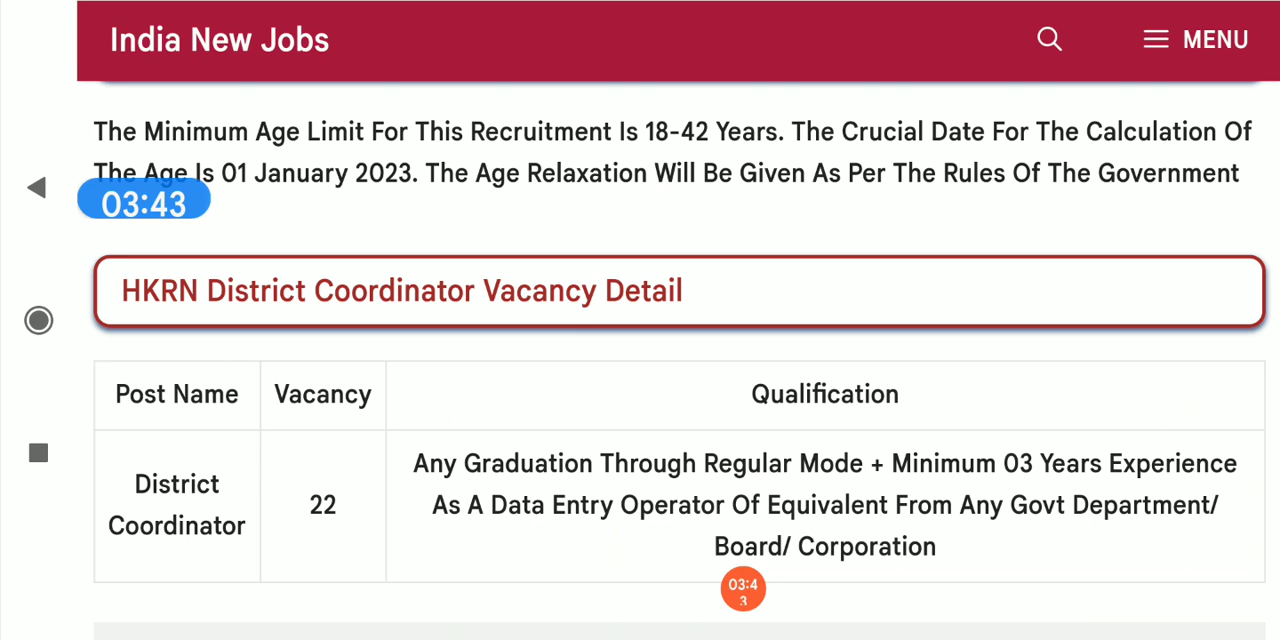 India New Jobs
MENU
The Minimum Age Limit For This Recruitment Is 18-42 Years. The Crucial Date For The Calculation Of
The Age Is 01 January 2023. The Age Relaxation Will Be Given As Per The Rules Of The Government
03:43
HKRN District Coordinator Vacancy Detail
Post Name Vacancy Qualification
District
Coordinator
22
Any Graduation Through Regular Mode + Minimum 03 Years Experience
As A Data Entry Operator Of Equivalent From Any Govt Department/
Board/ Corporation
03:4
3